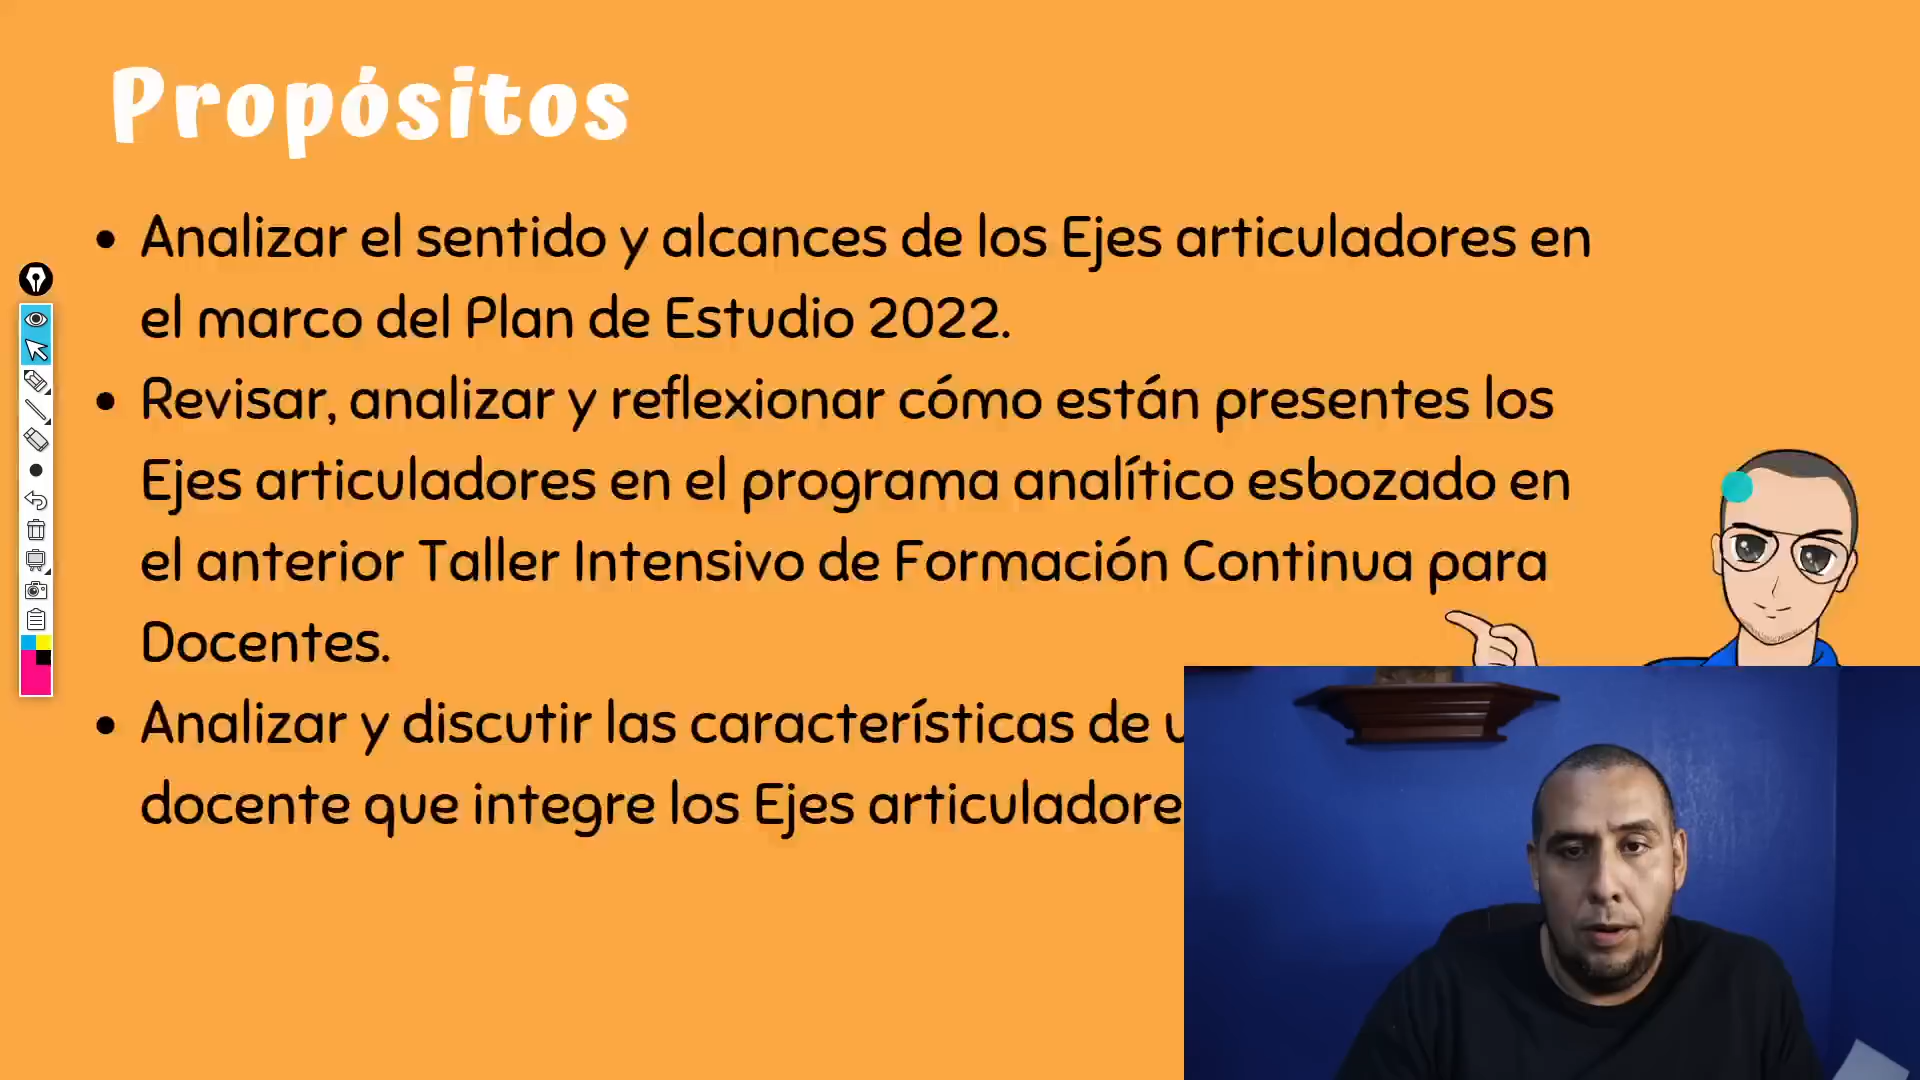 Propósitos
• Analizar el sentido y alcances de los Ejes articuladores en
el marco del Plan de Estudio 2022.
• Revisar, analizar y reflexionar cómo están presentes los
Ejes articuladores en el programa analítico esbozado en
el anterior Taller Intensivo de Formación Continua para
Docentes.
• Analizar y discutir las características de
docente que integre los Ejes